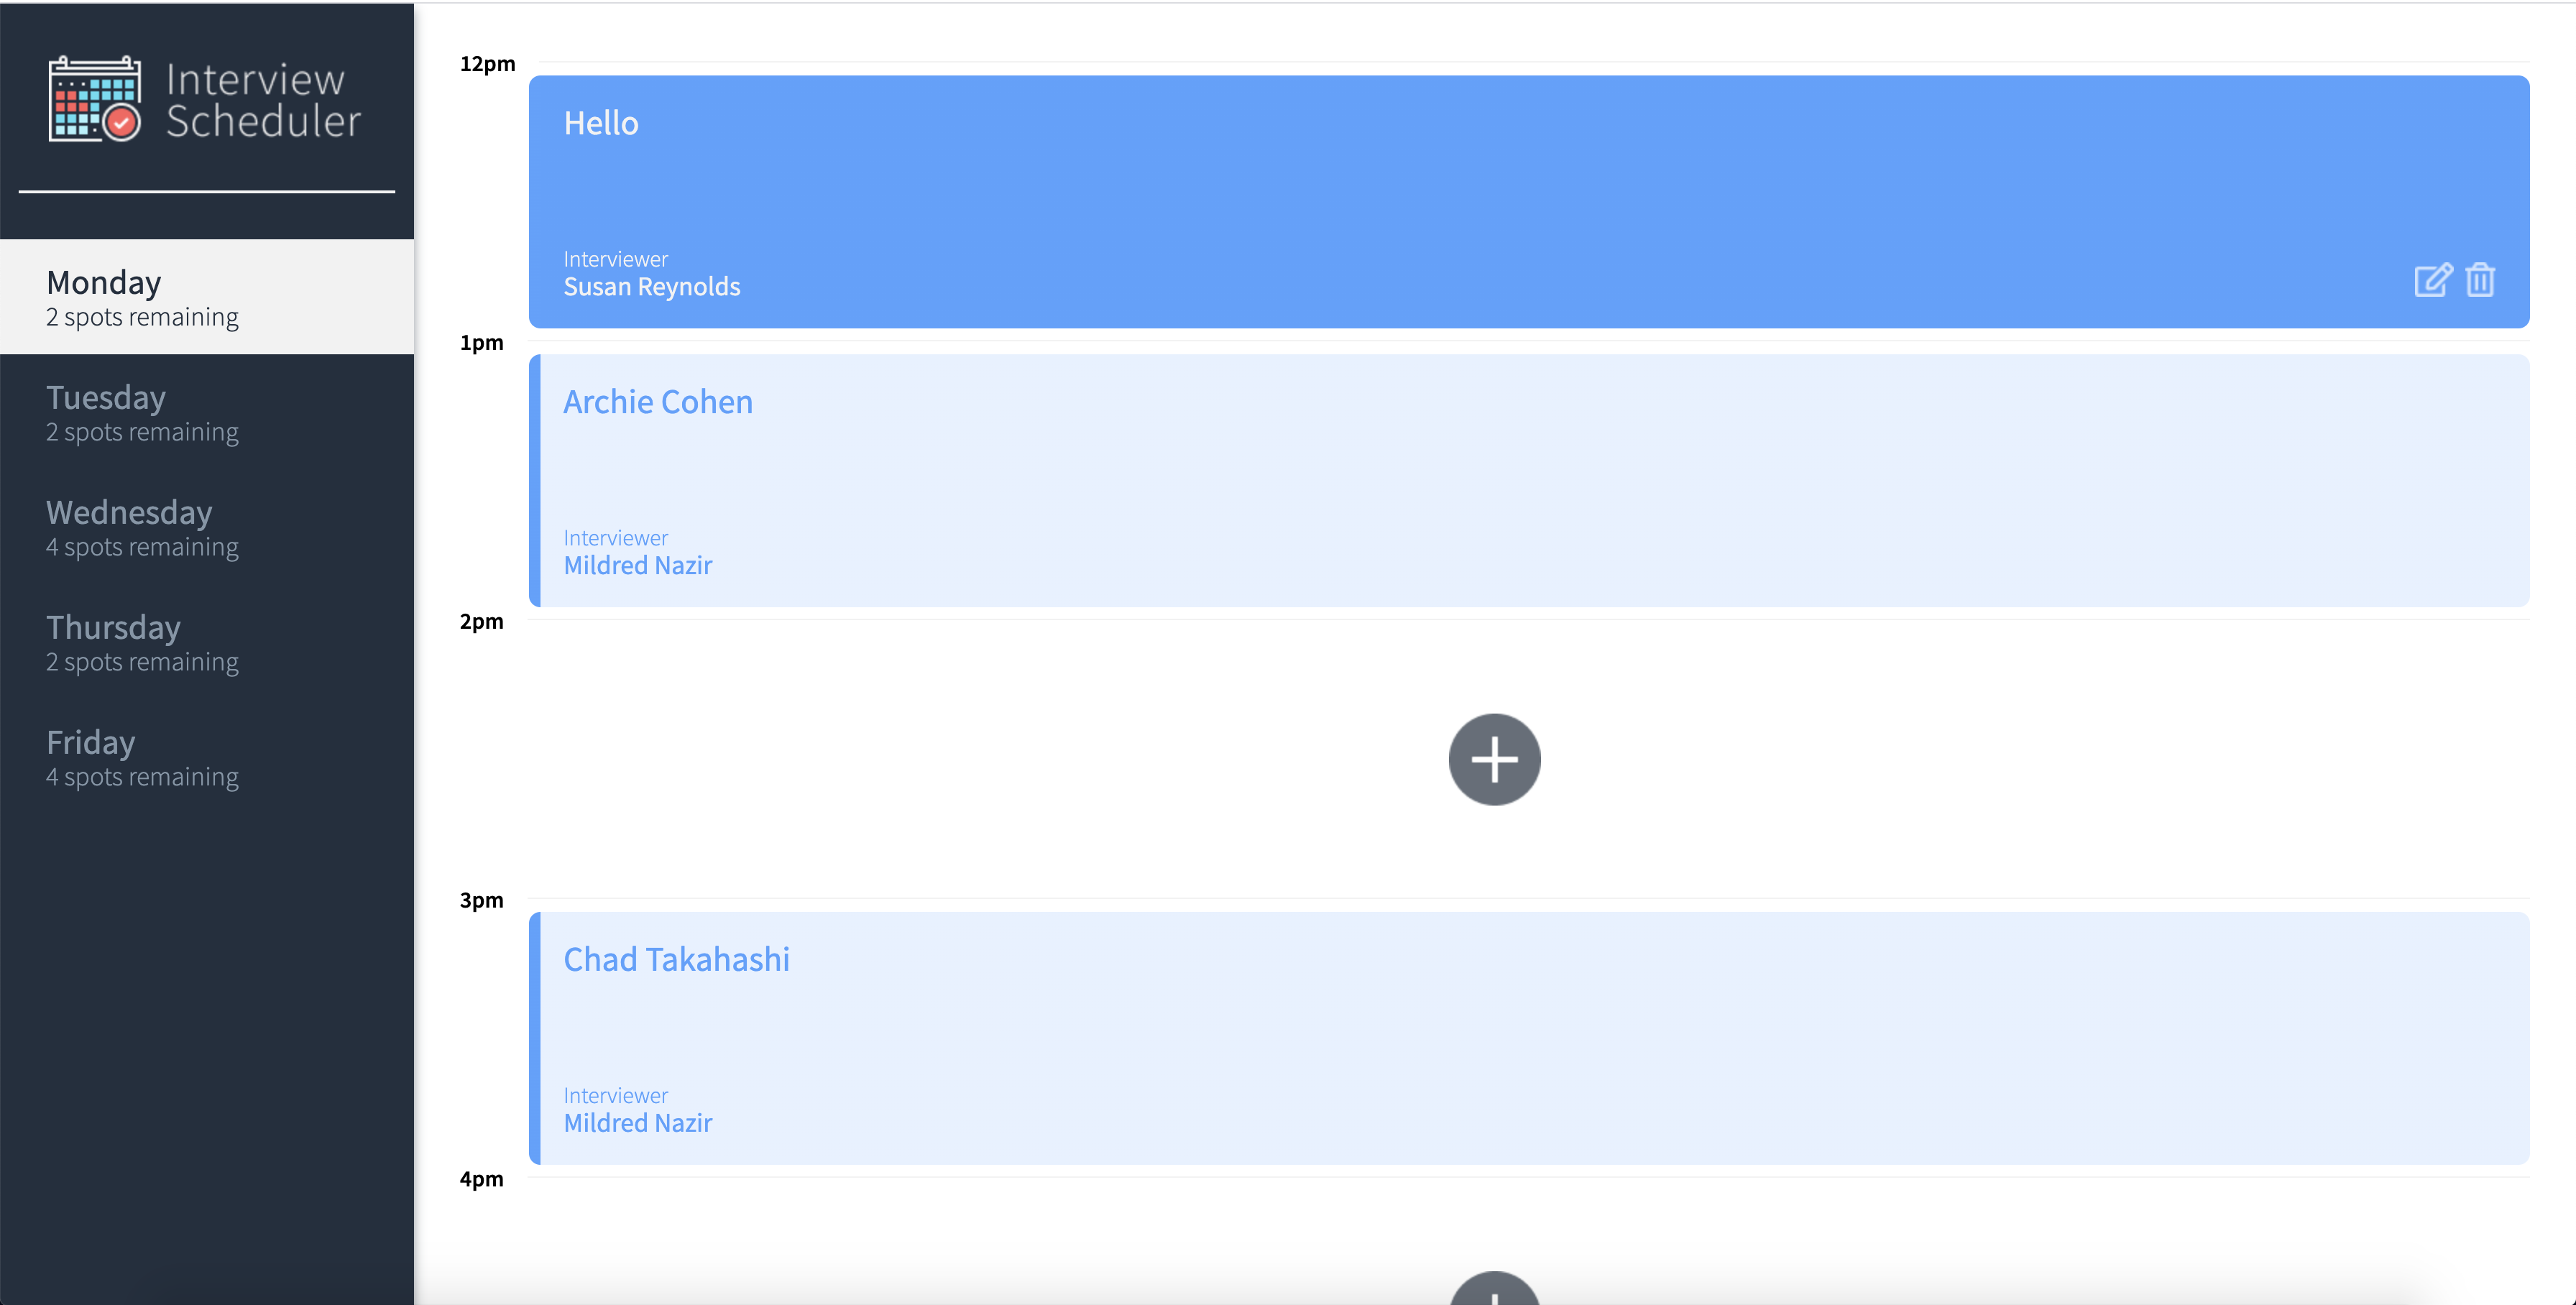 Interview
Scheduler
Monday
2 spots remaining
Tuesday
2 spots remaining
Wednesday
4 spots remaining
Thursday
2 spots remaining
Friday
4 spots remaining
12pm
Hello
Interviewer
Susan Reynolds
1pm
Archie Cohen
Interviewer
Mildred Nazir
2pm
3pm
Chad Takahashi
Interviewer
Mildred Nazir
4pm